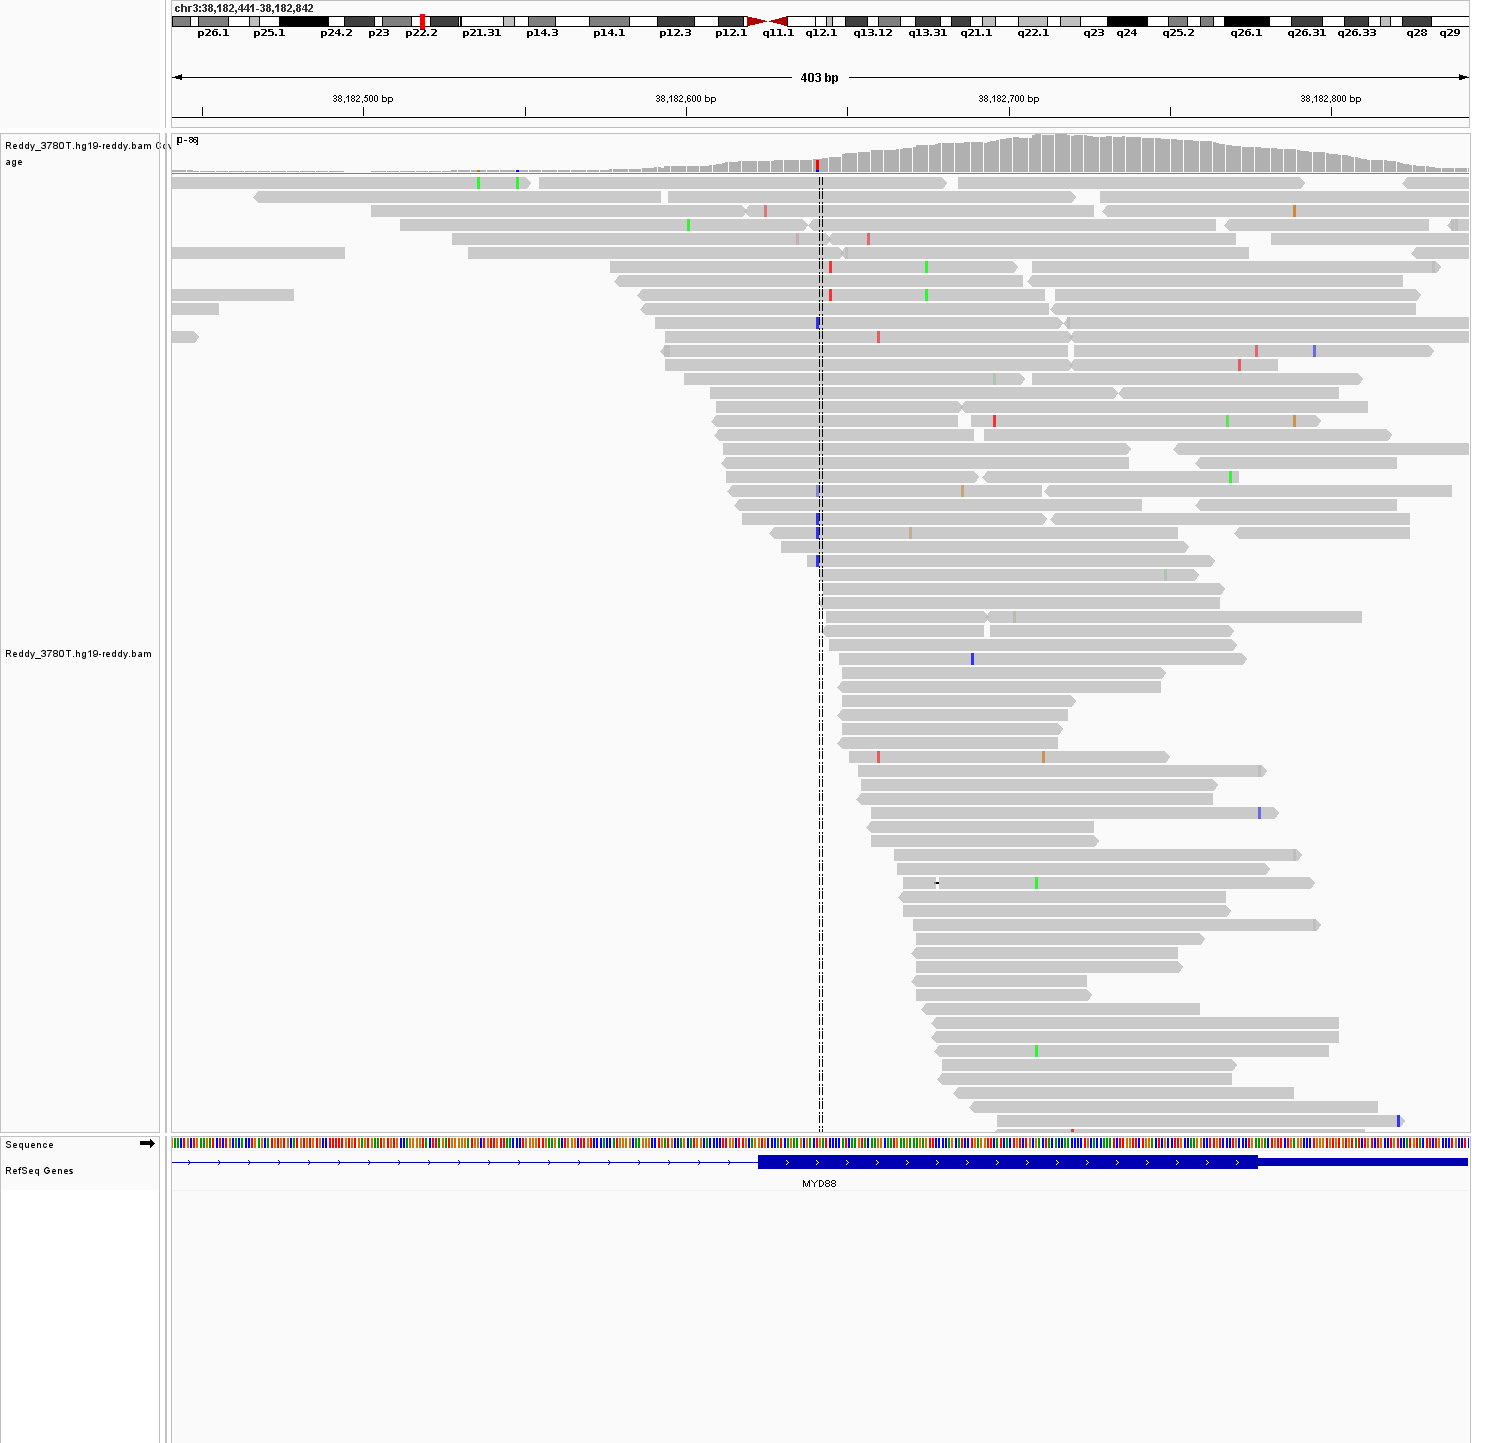 chr3:38,182,441-38,182,842
p26.1 p25.1 p24.2 p23 p22.2 p21.31 p14.3 p14.1 p12.3 p12.1 q11.1 q12.1 q13.12 q13.31 q21.1 q22.1 q23 q24 q25.2 q26.1 q26.31 q26.33 q28 q29
403 bp
38,182,500 bp 38,182,600 bp 38,182,700 bp 38,182,800 bp
[0-86]
Reddy_3780T.hg19-reddy.bam Cov
age
Reddy_3780T.hg19-reddy.bam
Sequence
RefSeq Genes
MYD88